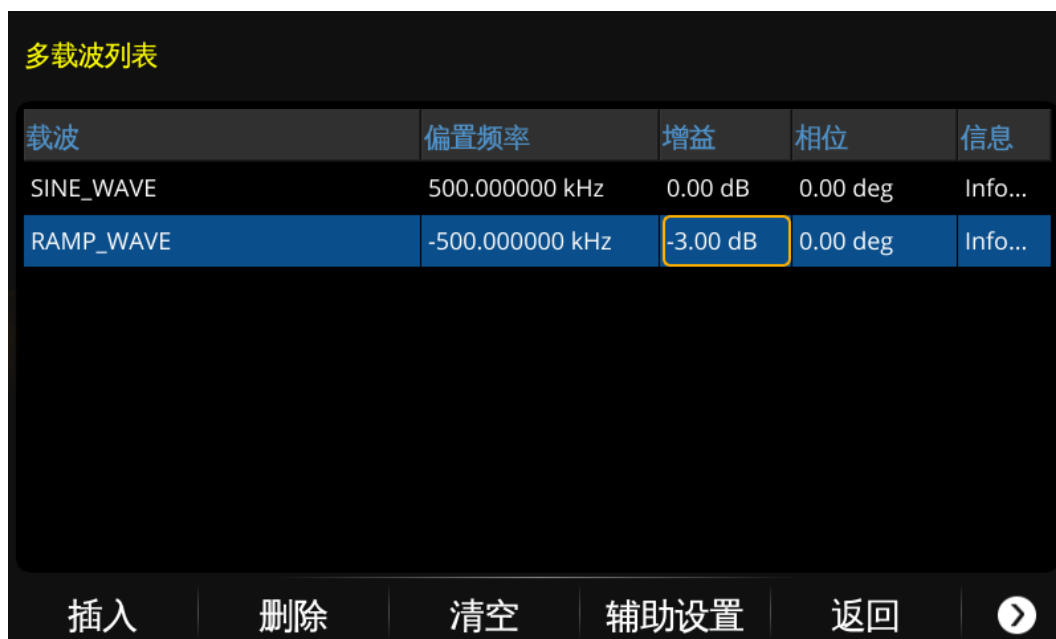 多载波列表
载波 偏置频率 增益 相位 信息
SINE_WAVE 500.000000 kHz 0.00 dB 0.00 deg Info...
RAMP_WAVE -500.000000 kHz -3.00 dB 0.00 deg Info...
插入 删除 清空 辅助设置 返回